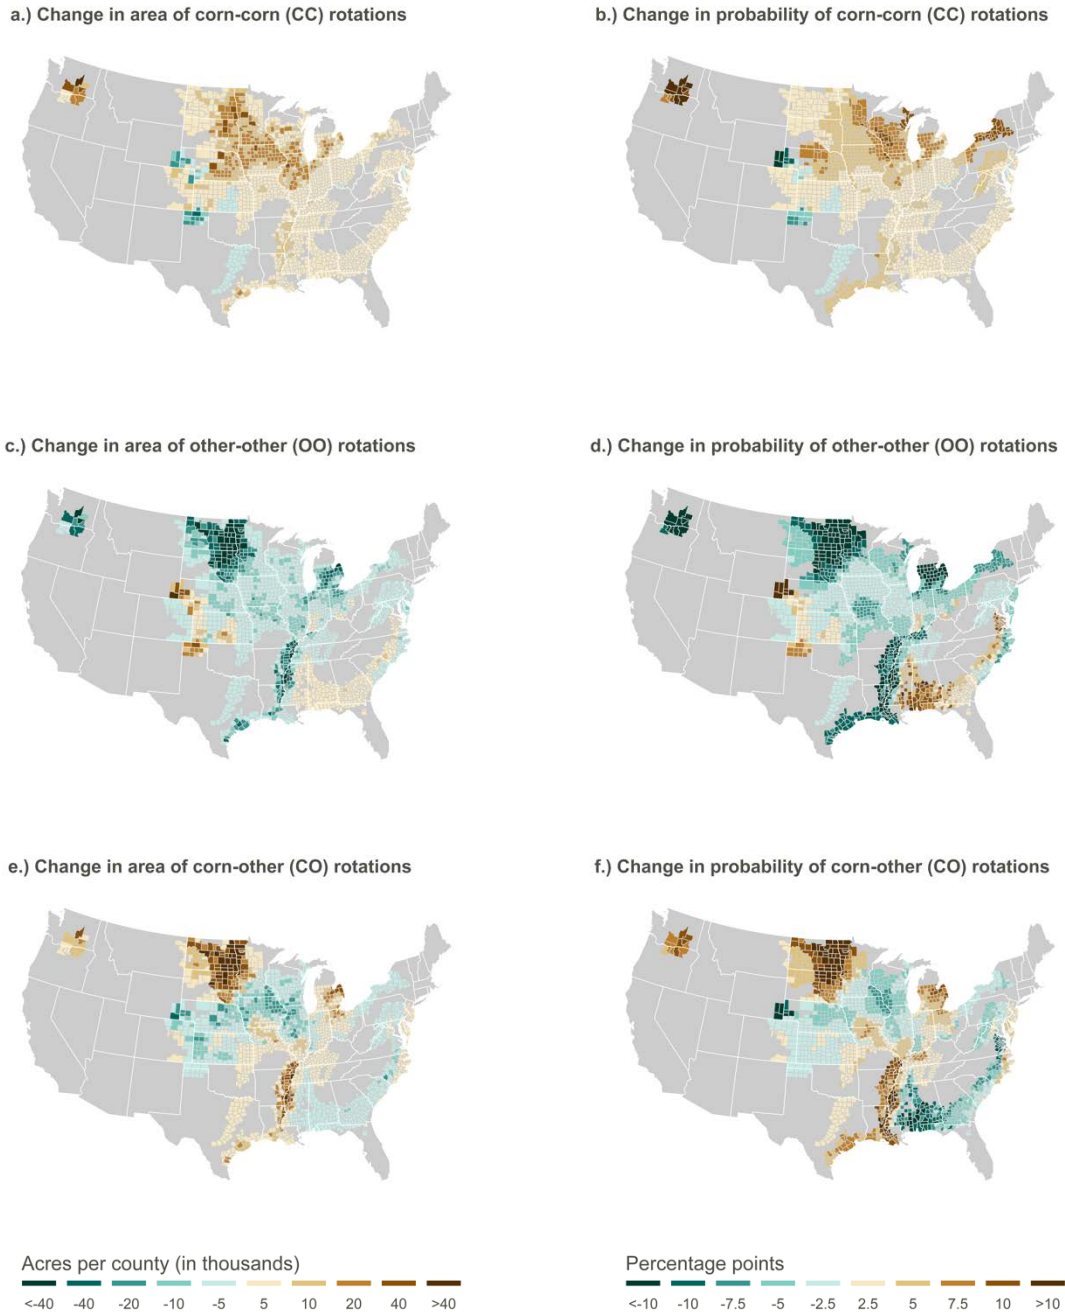 a.) Change in area of corn-corn (CC) rotations
b.) Change in probability of corn-corn (CC) rotations
c.) Change in area of other-other (OO) rotations
d.) Change in probability of other-other (OO) rotations
e.) Change in area of corn-other (CO) rotations
f.) Change in probability of corn-other (CO) rotations
Acres per county (in thousands)
<-40 -40 -20 -10 -5 5 10 20 40 >40
Percentage points
<-10 -10 -7.5 -5 -2.5 2.5 5 7.5 10 >10